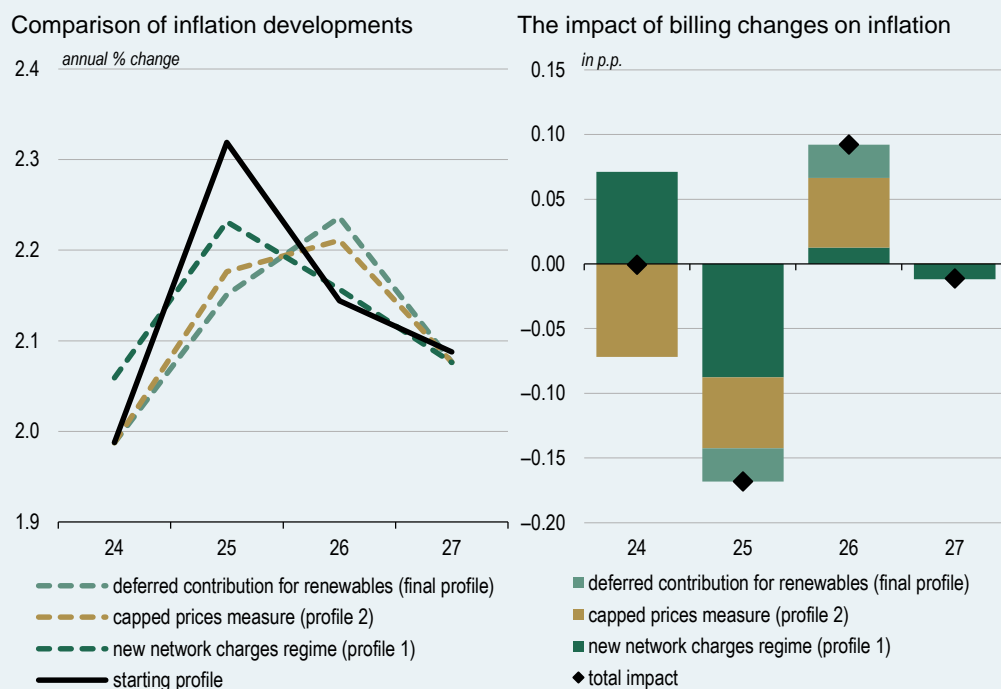 Comparison of inflation developments
annual % change
2.4
2.3
2.2
2.1
2.0
1.9
24 25 26 27
deferred contribution for renewables (final profile)
capped prices measure (profile 2)
new network charges regime (profile 1)
starting profile
The impact of billing changes on inflation
in p.p.
0.15
0.10
0.05
0.00
–0.05
–0.10
–0.15
–0.20
24 25 26 27
deferred contribution for renewables (final profile)
capped prices measure (profile 2)
new network charges regime (profile 1)
total impact